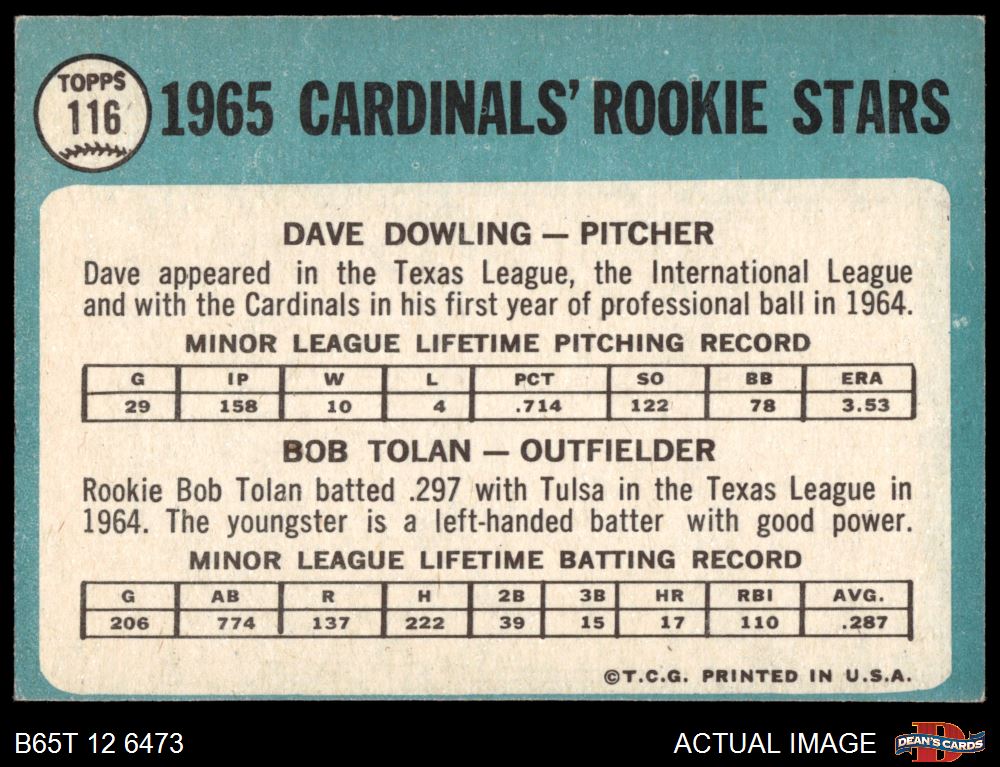 TOPPS
116
1965 CARDINALS' ROOKIE STARS
DAVE DOWLING — PITCHER
Dave appeared in the Texas League, the International League
and with the Cardinals in his first year of professional ball in 1964.
MINOR LEAGUE LIFETIME PITCHING RECORD
G IP W L PCT SO BB ERA
29 158 10 4 .714 122 78 3.53
BOB TOLAN — OUTFIELDER
Rookie Bob Tolan batted .297 with Tulsa in the Texas League in
1964. The youngster is a left-handed batter with good power.
MINOR LEAGUE LIFETIME BATTING RECORD
G AB R H 2B 3B HR RBI AVG.
206 774 137 222 39 15 17 110 .287
©T.C.G. PRINTED IN U.S.A.
B65T 12 6473
ACTUAL IMAGE
D
DEAN'S CARDS